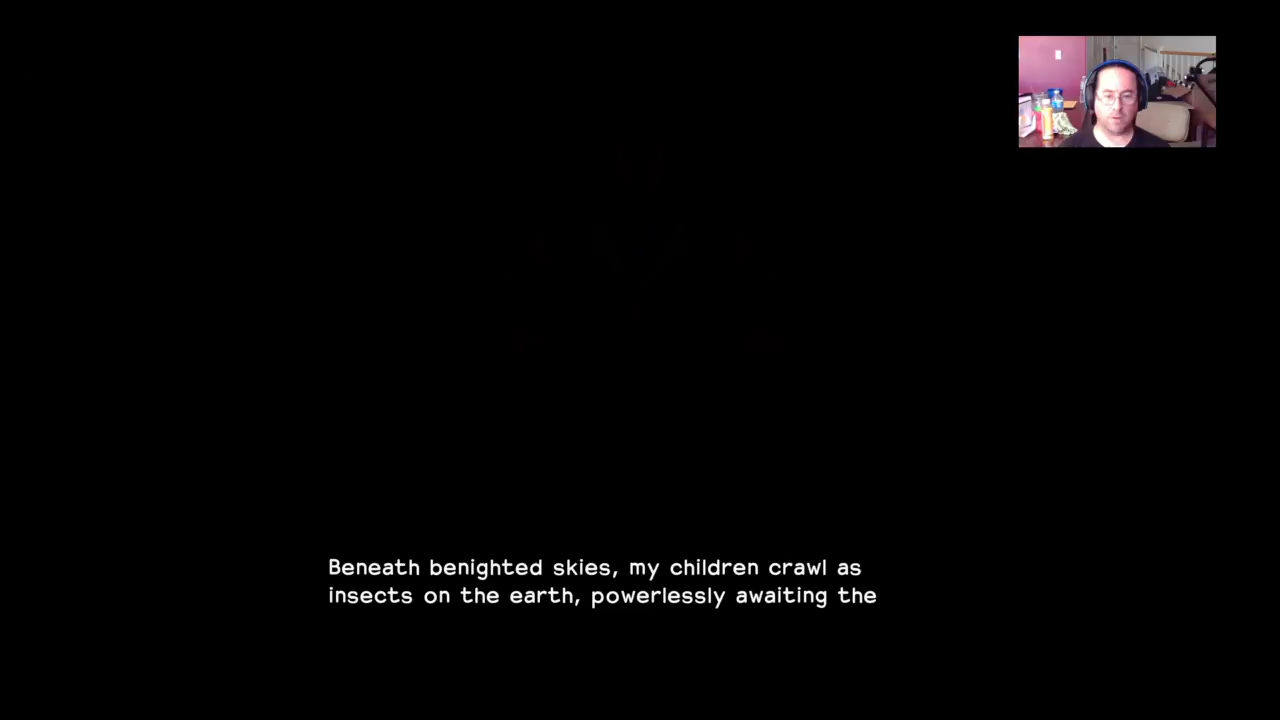 Beneath benighted skies, my children crawl as
insects on the earth, powerlessly awaiting the